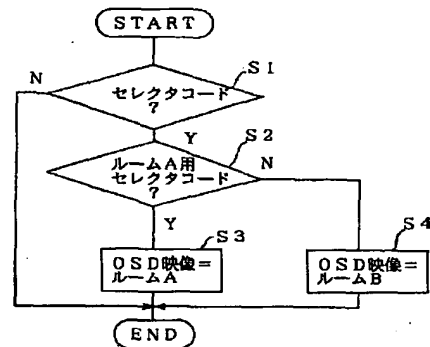 START
S1
N
セレクタコード
?
Y
S2
ルームA用
セレクタコード
?
N
Y
S3
OSD映像=
ルームA
S4
OSD映像=
ルームB
END